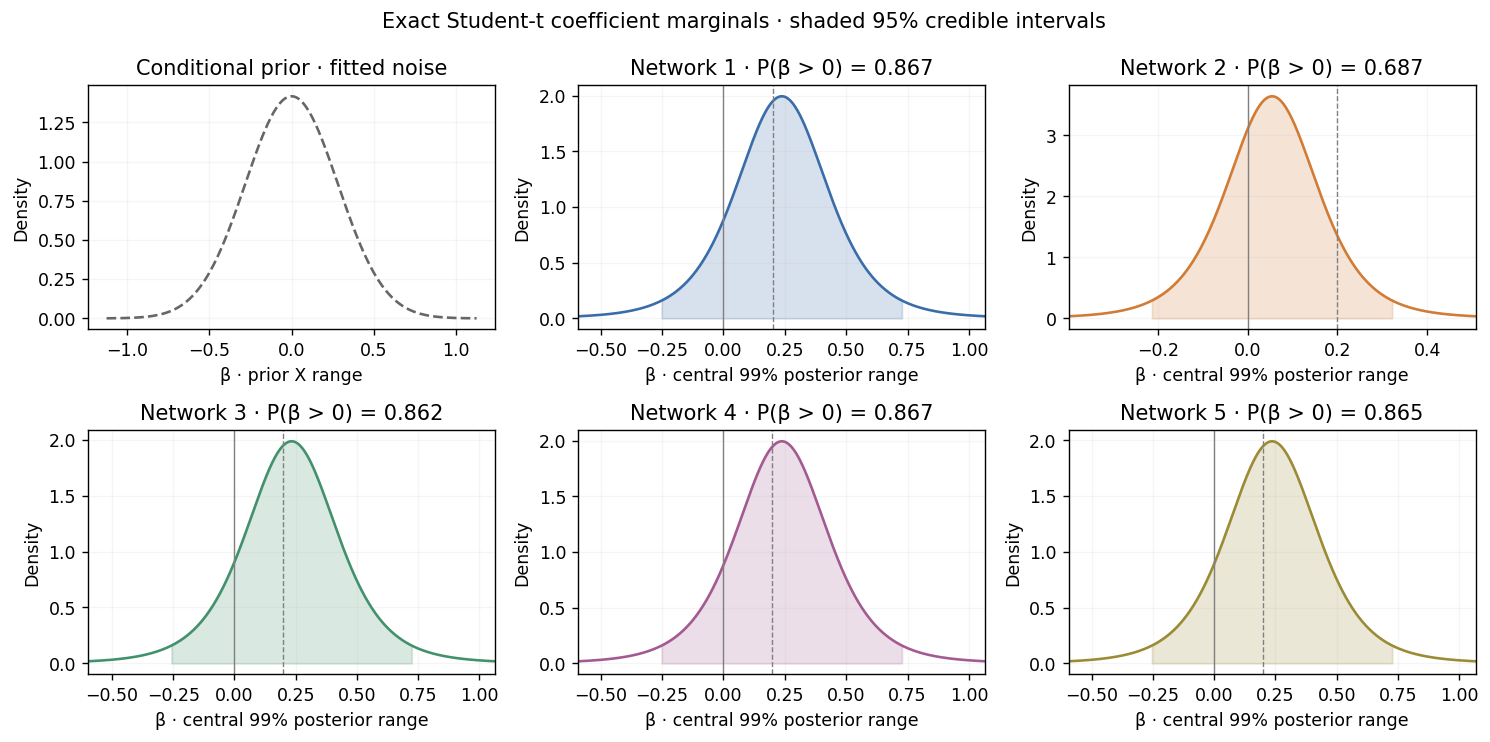 Exact Student-t coefficient marginals · shaded 95% credible intervals
Conditional prior · fitted noise
Density
1.25
1.00
0.75
0.50
0.25
0.00
−1.0 −0.5 0.0 0.5 1.0
β · prior X range
Network 1 · P(β > 0) = 0.867
Density
2.0
1.5
1.0
0.5
0.0
−0.50 −0.25 0.00 0.25 0.50 0.75 1.00
β · central 99% posterior range
Network 2 · P(β > 0) = 0.687
Density
3
2
1
0
−0.2 0.0 0.2 0.4
β · central 99% posterior range
Network 3 · P(β > 0) = 0.862
Density
2.0
1.5
1.0
0.5
0.0
−0.50 −0.25 0.00 0.25 0.50 0.75 1.00
β · central 99% posterior range
Network 4 · P(β > 0) = 0.867
Density
2.0
1.5
1.0
0.5
0.0
−0.50 −0.25 0.00 0.25 0.50 0.75 1.00
β · central 99% posterior range
Network 5 · P(β > 0) = 0.865
Density
2.0
1.5
1.0
0.5
0.0
−0.50 −0.25 0.00 0.25 0.50 0.75 1.00
β · central 99% posterior range